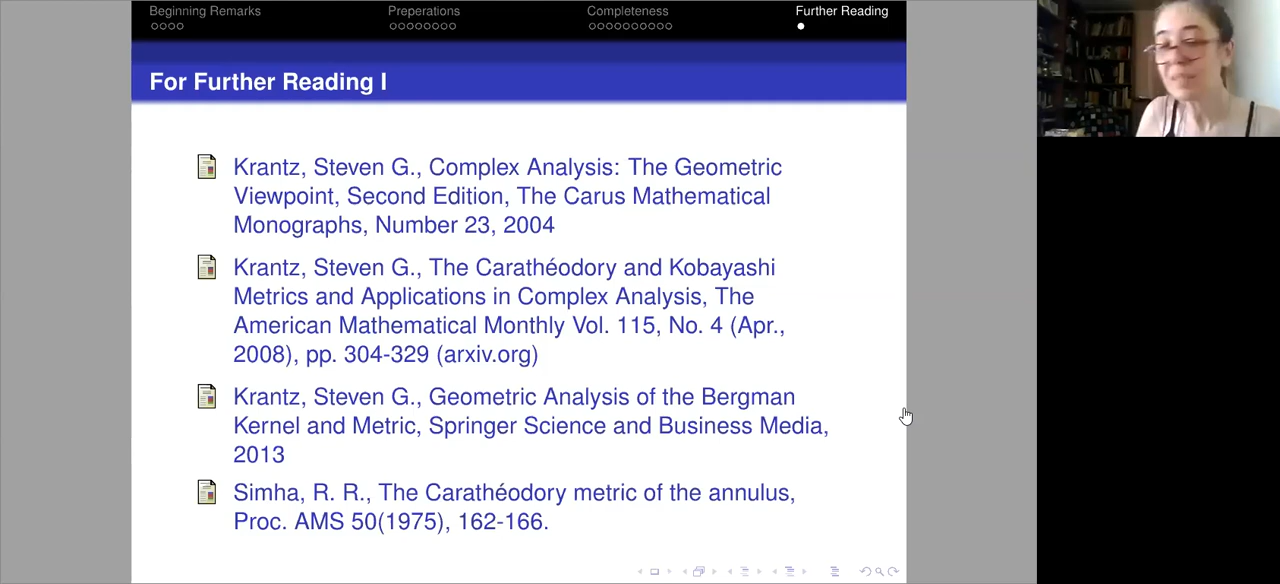 Beginning Remarks
Preperations
Completeness
Further Reading
For Further Reading I
Krantz, Steven G., Complex Analysis: The Geometric
Viewpoint, Second Edition, The Carus Mathematical
Monographs, Number 23, 2004
Krantz, Steven G., The Carathéodory and Kobayashi
Metrics and Applications in Complex Analysis, The
American Mathematical Monthly Vol. 115, No. 4 (Apr.,
2008), pp. 304-329 (arxiv.org)
Krantz, Steven G., Geometric Analysis of the Bergman
Kernel and Metric, Springer Science and Business Media,
2013
Simha, R. R., The Carathéodory metric of the annulus,
Proc. AMS 50(1975), 162-166.